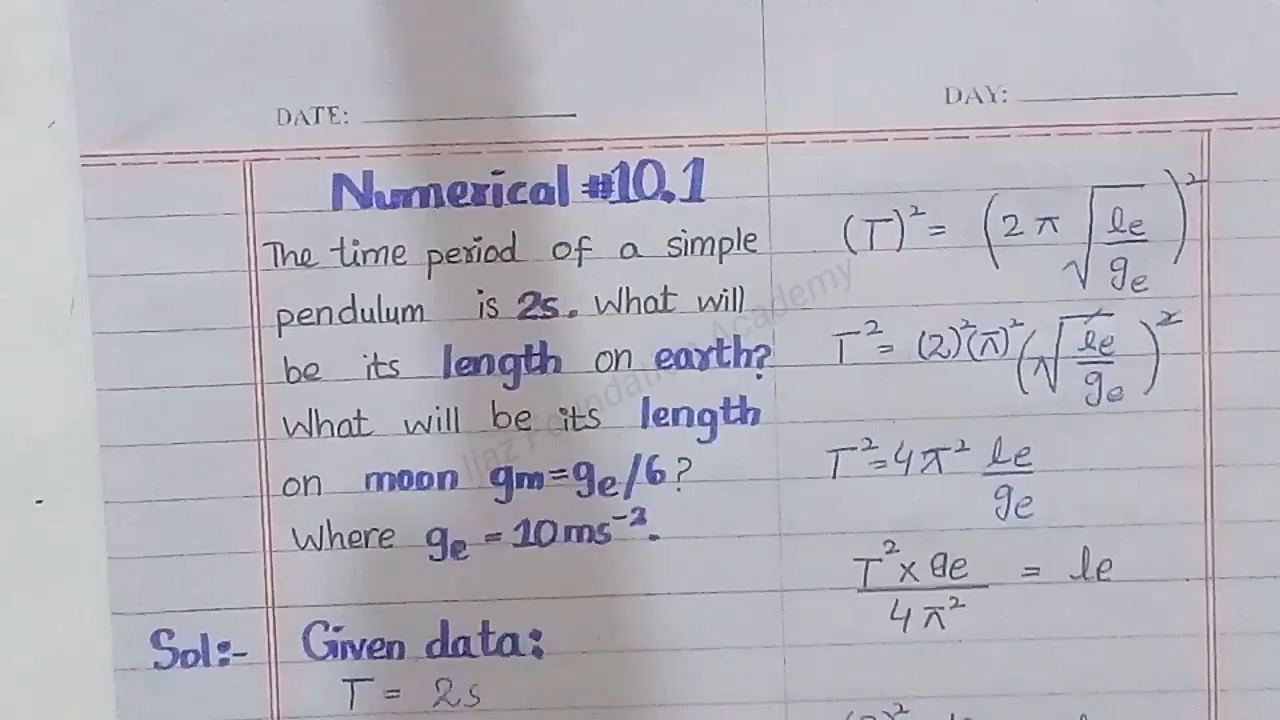 DATE:
DAY:
Numerical #10.1
The time period of a simple
pendulum is 2s. What will
be its length on earth?
What will be its length
on moon gm=ge/6?
Where ge = 10ms⁻².
Sol:- Given data:
T = 2s
(T)² = (2π√(le/ge))²
T² = (2)²(π)²(√(le/ge))²
T²=4π² le/ge
T² × ge / 4π² = le
Ijaz Foundation Academy